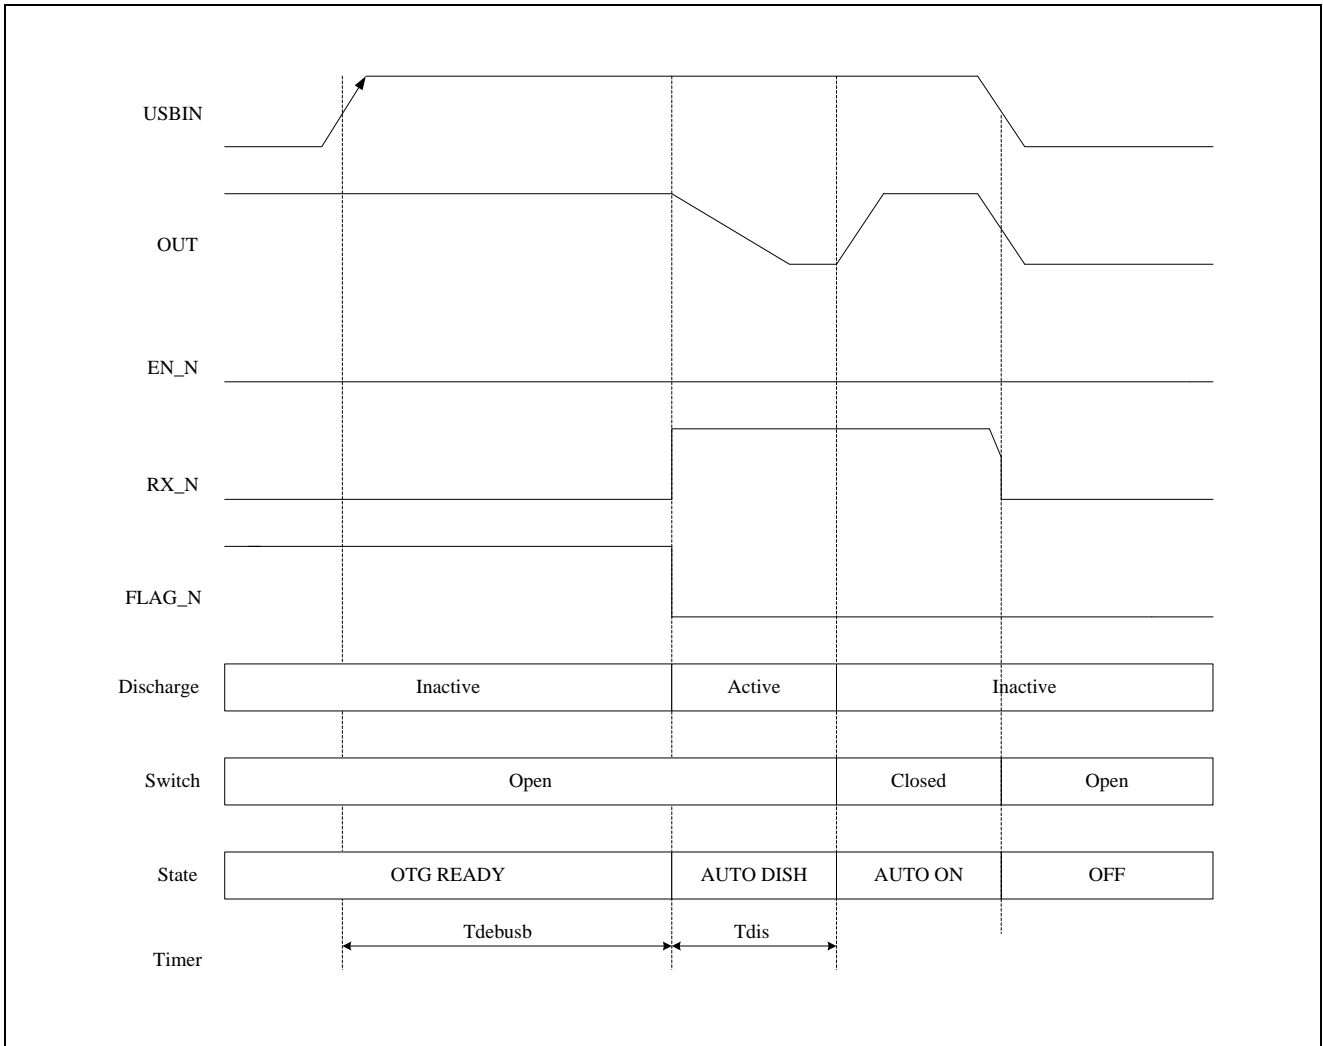 USBIN
OUT
EN_N
RX_N
FLAG_N
Discharge Inactive Active Inactive
Switch Open Closed Open
State OTG READY AUTO DISH AUTO ON OFF
Tdebusb Tdis
Timer